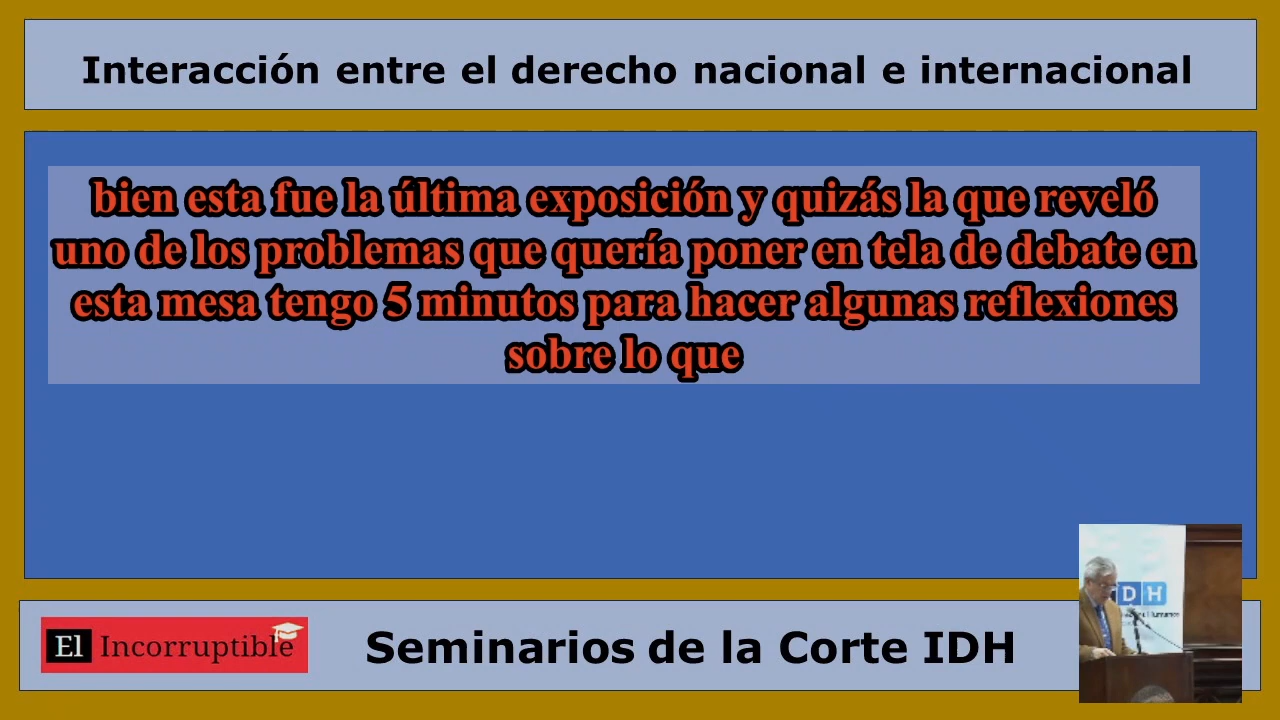 Interacción entre el derecho nacional e internacional
bien esta fue la última exposición y quizás la que reveló
uno de los problemas que quería poner en tela de debate en
esta mesa tengo 5 minutos para hacer algunas reflexiones
sobre lo que
DH
Humanos
El Incorruptible
Seminarios de la Corte IDH